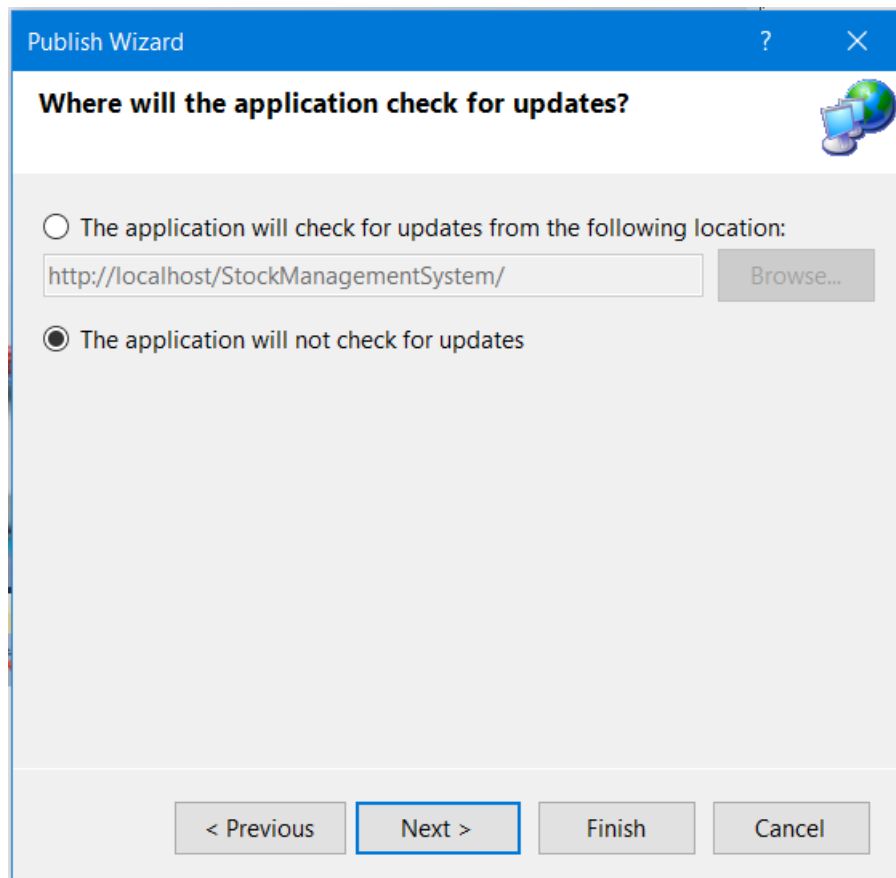 Publish Wizard
?
Where will the application check for updates?
The application will check for updates from the following location:
http://localhost/StockManagementSystem/
Browse...
The application will not check for updates
< Previous
Next >
Finish
Cancel